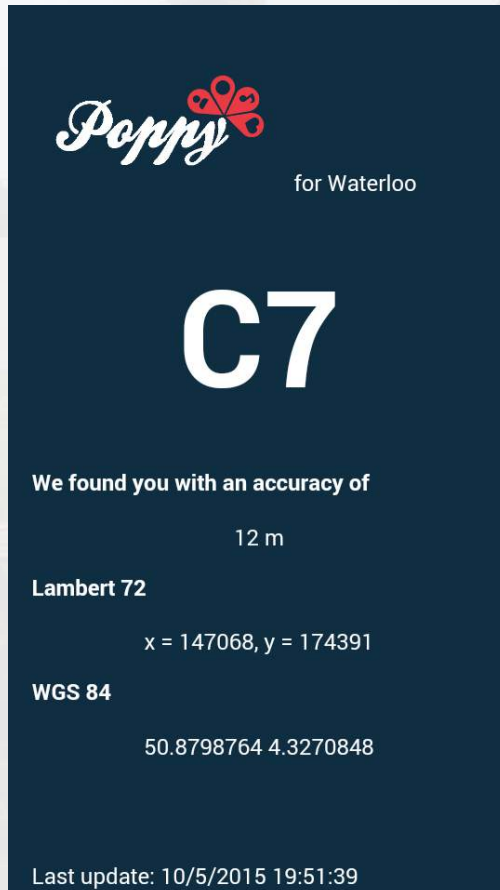 Poppy
for Waterloo
C7
We found you with an accuracy of
12 m
Lambert 72
x = 147068, y = 174391
WGS 84
50.8798764 4.3270848
Last update: 10/5/2015 19:51:39